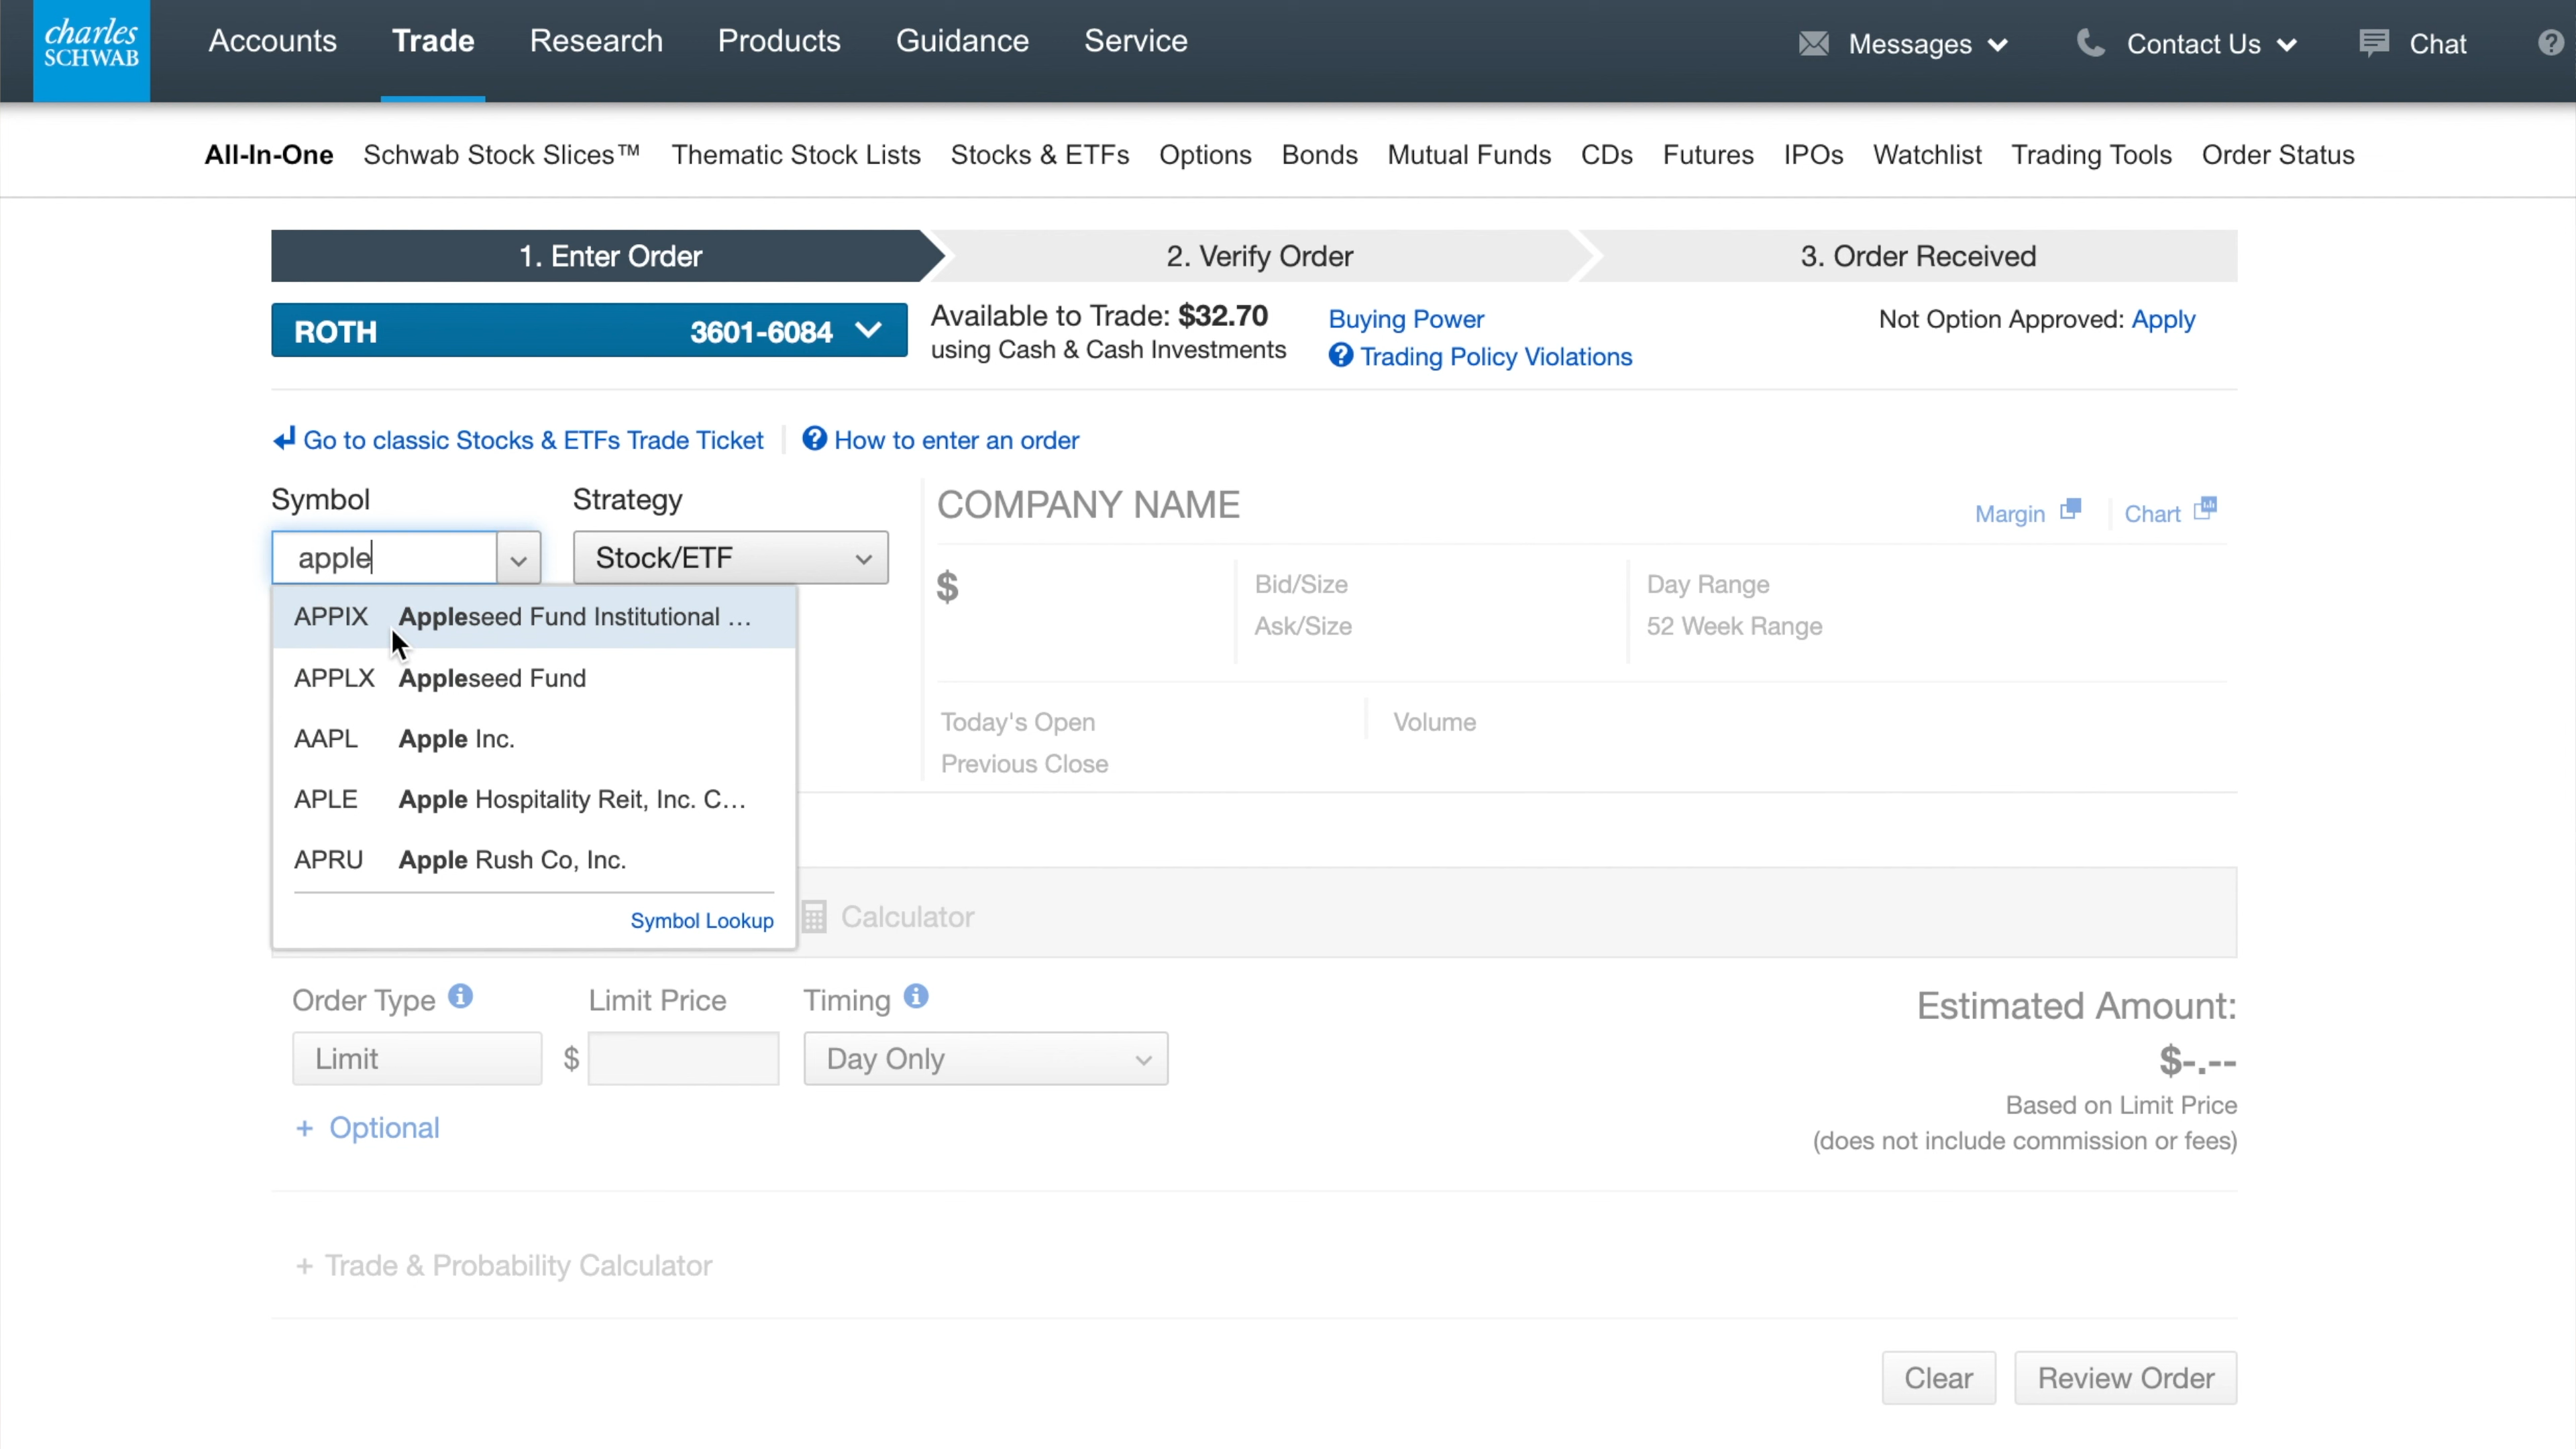 charles
SCHWAB
Accounts Trade Research Products Guidance Service Messages Contact Us Chat ?
All-In-One Schwab Stock Slices™ Thematic Stock Lists Stocks & ETFs Options Bonds Mutual Funds CDs Futures IPOs Watchlist Trading Tools Order Status
1. Enter Order 2. Verify Order 3. Order Received
ROTH 3601-6084
Available to Trade: $32.70
using Cash & Cash Investments
Buying Power
? Trading Policy Violations
Not Option Approved: Apply
Go to classic Stocks & ETFs Trade Ticket ? How to enter an order
Symbol Strategy
apple Stock/ETF
APPIX Appleseed Fund Institutional ...
APPLX Appleseed Fund
AAPL Apple Inc.
APLE Apple Hospitality Reit, Inc. C...
APRU Apple Rush Co, Inc.
Symbol Lookup
COMPANY NAME
Margin Chart
$
Bid/Size
Ask/Size
Day Range
52 Week Range
Today's Open
Previous Close
Volume
Calculator
Order Type i Limit Price Timing i
Limit $ Day Only
+ Optional
Estimated Amount:
$-.--
Based on Limit Price
(does not include commission or fees)
+ Trade & Probability Calculator
Clear Review Order